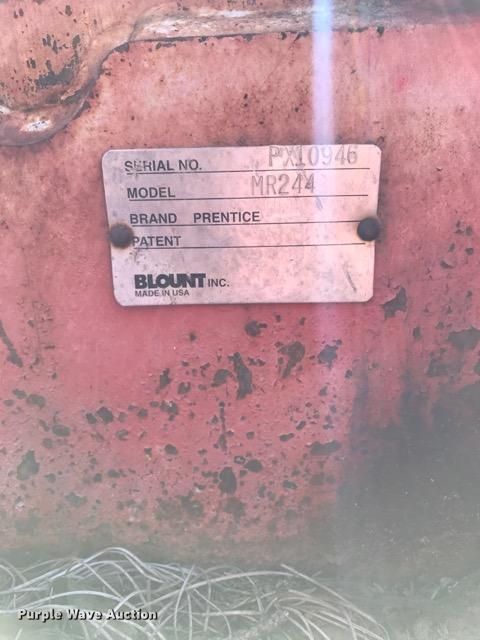 SERIAL NO. PX10946
MODEL MR244
BRAND PRENTICE
PATENT
BLOUNT INC.
MADE IN USA
Purple Wave Auction